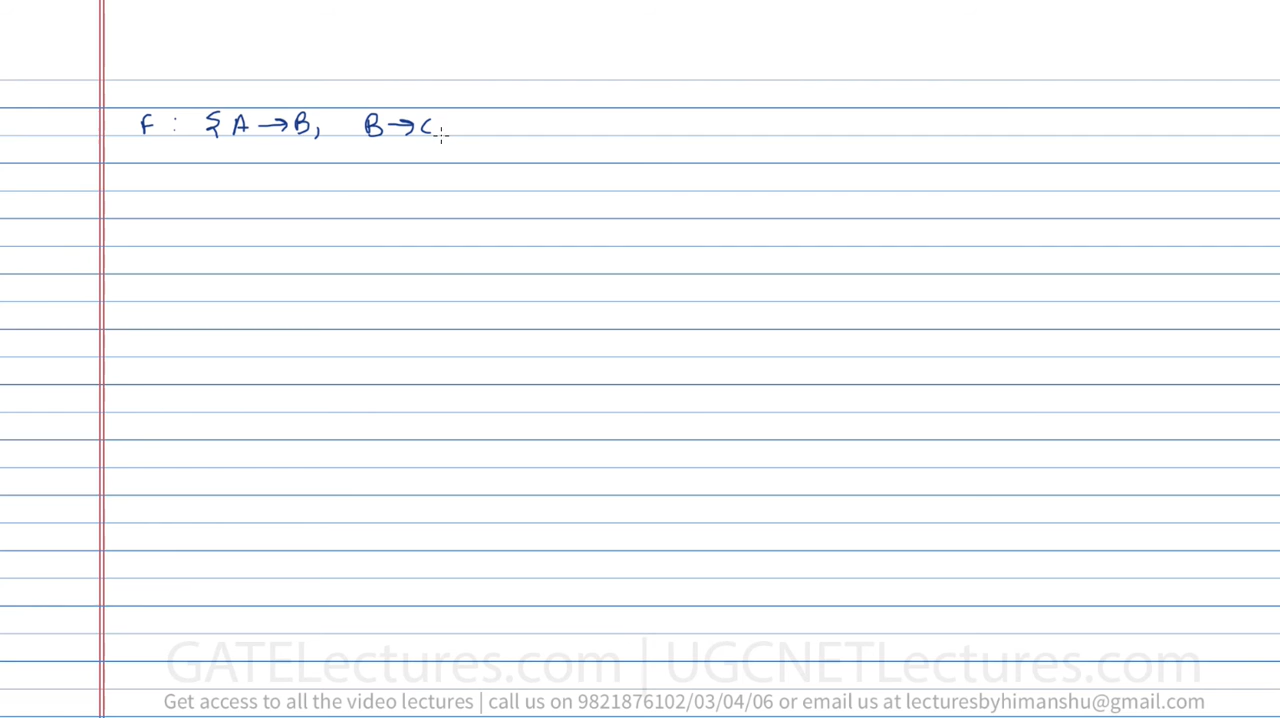 F : { A → B, B → C
GATELectures.com | UGCNETLectures.com
Get access to all the video lectures | call us on 9821876102/03/04/06 or email us at lecturesbyhimanshu@gmail.com